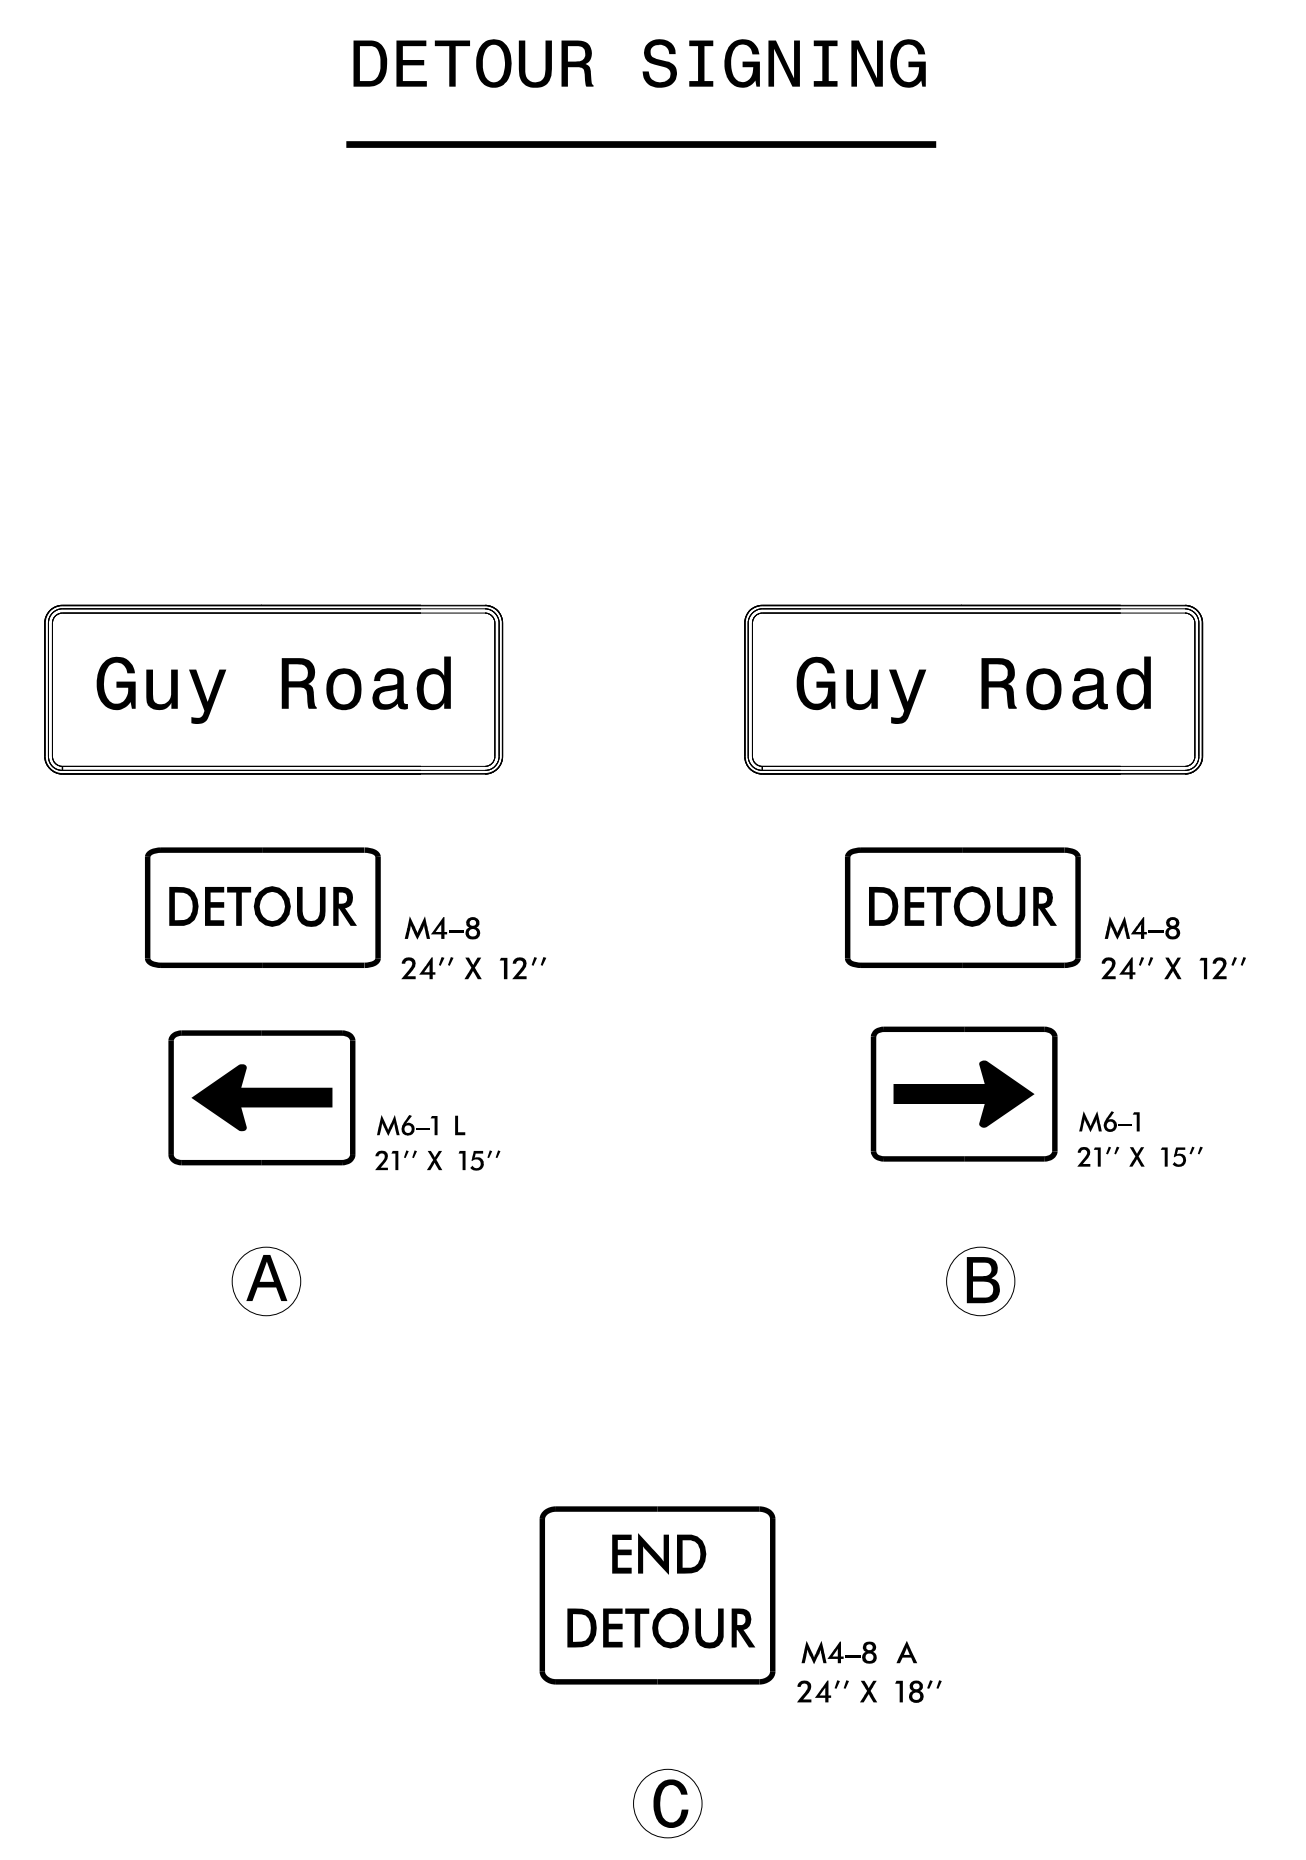 DETOUR SIGNING
Guy Road
DETOUR
M4-8
24'' X 12''
M6-1 L
21'' X 15''
A
Guy Road
DETOUR
M4-8
24'' X 12''
M6-1
21'' X 15''
B
END
DETOUR
M4-8 A
24'' X 18''
C